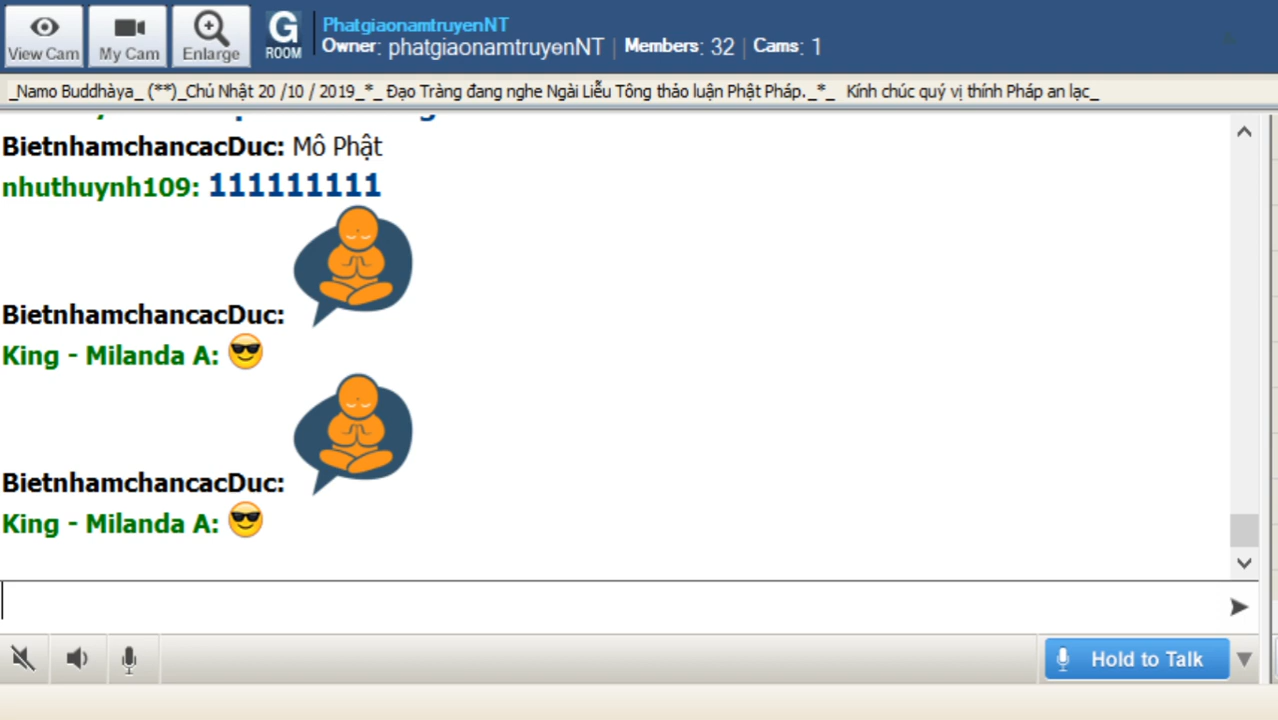 View Cam
My Cam
Enlarge
G
ROOM
PhatgiaonamtruyenNT
Owner: phatgiaonamtruyenNT | Members: 32 | Cams: 1
_Namo Buddhàya_ (**)_Chủ Nhật 20 /10 / 2019_*_ Đạo Tràng đang nghe Ngài Liễu Tông thảo luận Phật Pháp._*_ Kính chúc quý vị thính Pháp an lạc_
BietnhamchancacDuc: Mô Phật
nhuthuynh109: 111111111
BietnhamchancacDuc:
King - Milanda A: 😎
BietnhamchancacDuc:
King - Milanda A: 😎
Hold to Talk